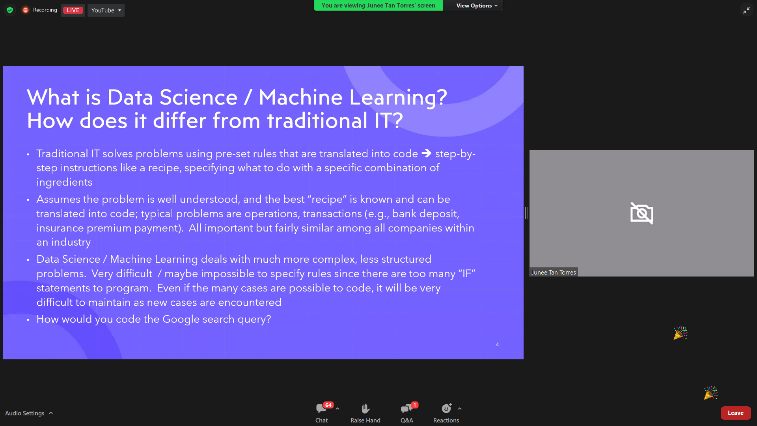 You are viewing Junee Tan Torres' screen
View Options
Recording
LIVE
YouTube
What is Data Science / Machine Learning?
How does it differ from traditional IT?
• Traditional IT solves problems using pre-set rules that are translated into code → step-by-
step instructions like a recipe, specifying what to do with a specific combination of
ingredients
• Assumes the problem is well understood, and the best “recipe” is known and can be
translated into code; typical problems are operations, transactions (e.g., bank deposit,
insurance premium payment). All important but fairly similar among all companies within
an industry
• Data Science / Machine Learning deals with much more complex, less structured
problems. Very difficult / maybe impossible to specify rules since there are too many “IF”
statements to program. Even if the many cases are possible to code, it will be very
difficult to maintain as new cases are encountered
• How would you code the Google search query?
4
Junee Tan Torres
Audio Settings
64
Chat
Raise Hand
1
Q&A
Reactions
Leave